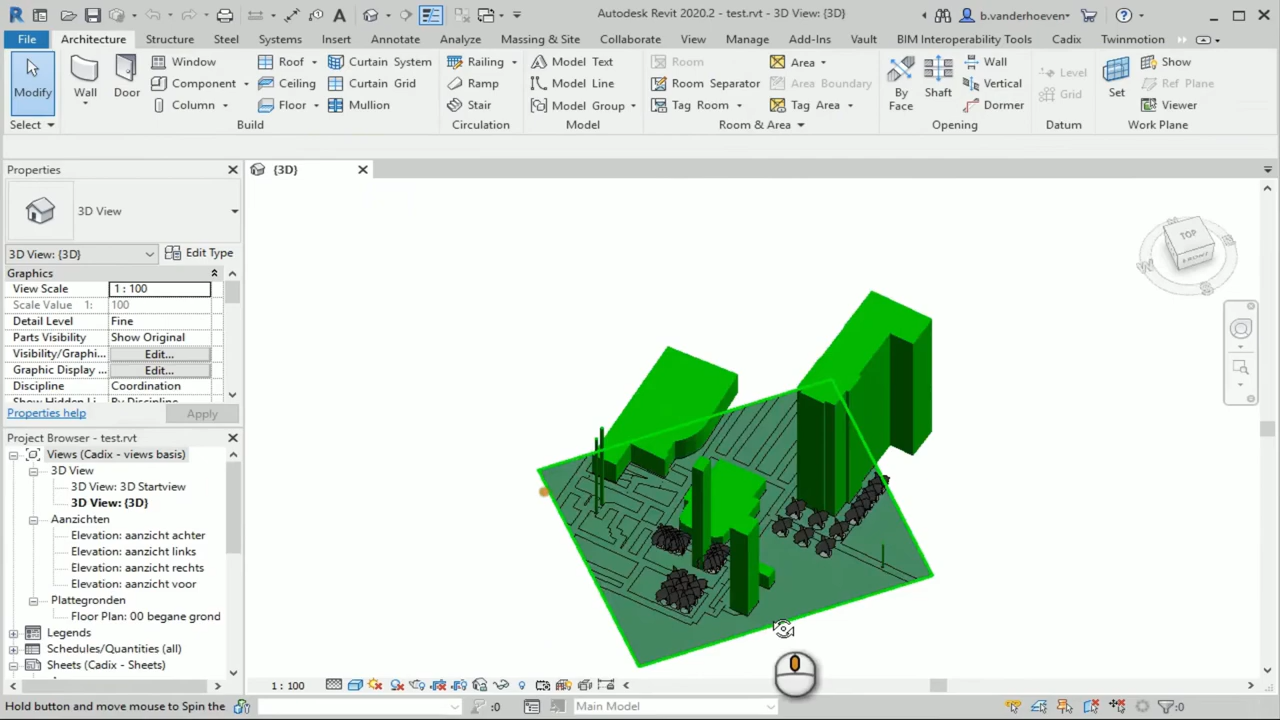 Autodesk Revit 2020.2 - test.rvt - 3D View: {3D}
b.vanderhoeven
File
Architecture
Structure
Steel
Systems
Insert
Annotate
Analyze
Massing & Site
Collaborate
View
Manage
Add-Ins
Vault
BIM Interoperability Tools
Cadix
Twinmotion
Modify
Wall
Door
Window
Component
Column
Roof
Ceiling
Floor
Curtain System
Curtain Grid
Mullion
Railing
Ramp
Stair
Model Text
Model Line
Model Group
Room
Room Separator
Tag Room
Area
Area Boundary
Tag Area
By
Face
Shaft
Wall
Vertical
Dormer
Level
Grid
Set
Show
Ref Plane
Viewer
Select
Build
Circulation
Model
Room & Area
Opening
Datum
Work Plane
Properties
{3D}
3D View
3D View: {3D}
Edit Type
Graphics
View Scale
1 : 100
Scale Value 1:
100
Detail Level
Fine
Parts Visibility
Show Original
Visibility/Graphi...
Edit...
Graphic Display ...
Edit...
Discipline
Coordination
Properties help
Apply
Project Browser - test.rvt
Views (Cadix - views basis)
3D View
3D View: 3D Startview
3D View: {3D}
Aanzichten
Elevation: aanzicht achter
Elevation: aanzicht links
Elevation: aanzicht rechts
Elevation: aanzicht voor
Plattegronden
Floor Plan: 00 begane grond
Legends
Schedules/Quantities (all)
Sheets (Cadix - Sheets)
TOP
FRONT
W
S
1 : 100
Hold button and move mouse to Spin the
:0
Main Model
:0